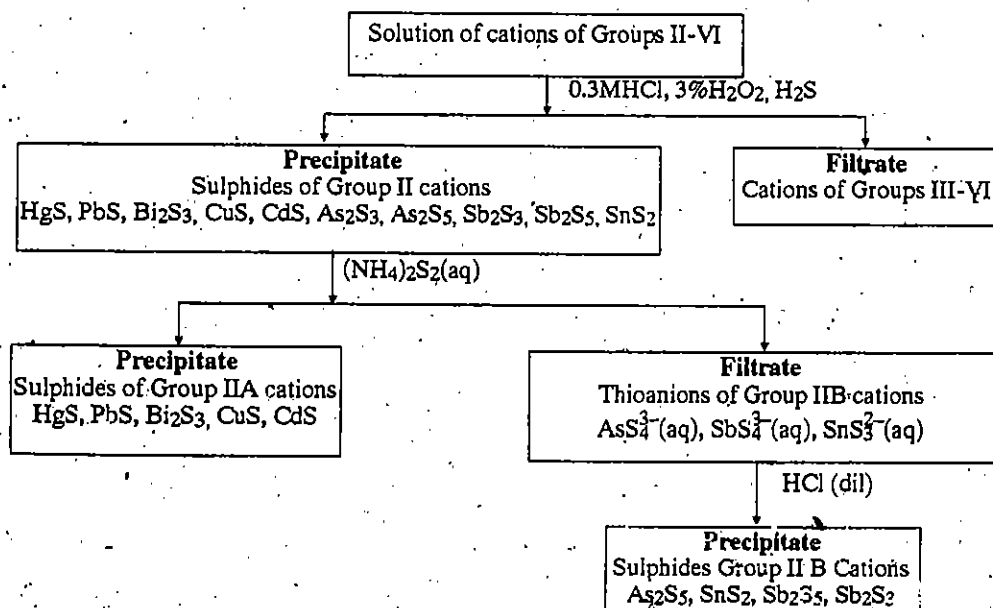 Solution of cations of Groups II-VI
0.3MHCl, 3%H₂O₂, H₂S
Precipitate
Sulphides of Group II cations
HgS, PbS, Bi₂S₃, CuS, CdS, As₂S₃, As₂S₅, Sb₂S₃, Sb₂S₅, SnS₂
Filtrate
Cations of Groups III-VI
(NH₄)₂S₂(aq)
Precipitate
Sulphides of Group IIA cations
HgS, PbS, Bi₂S₃, CuS, CdS
Filtrate
Thioanions of Group IIB cations
AsS₄³⁻(aq), SbS₄³⁻(aq), SnS₃²⁻(aq)
HCl (dil)
Precipitate
Sulphides Group II B Cations
As₂S₅, SnS₂, Sb₂S₅, Sb₂S₃